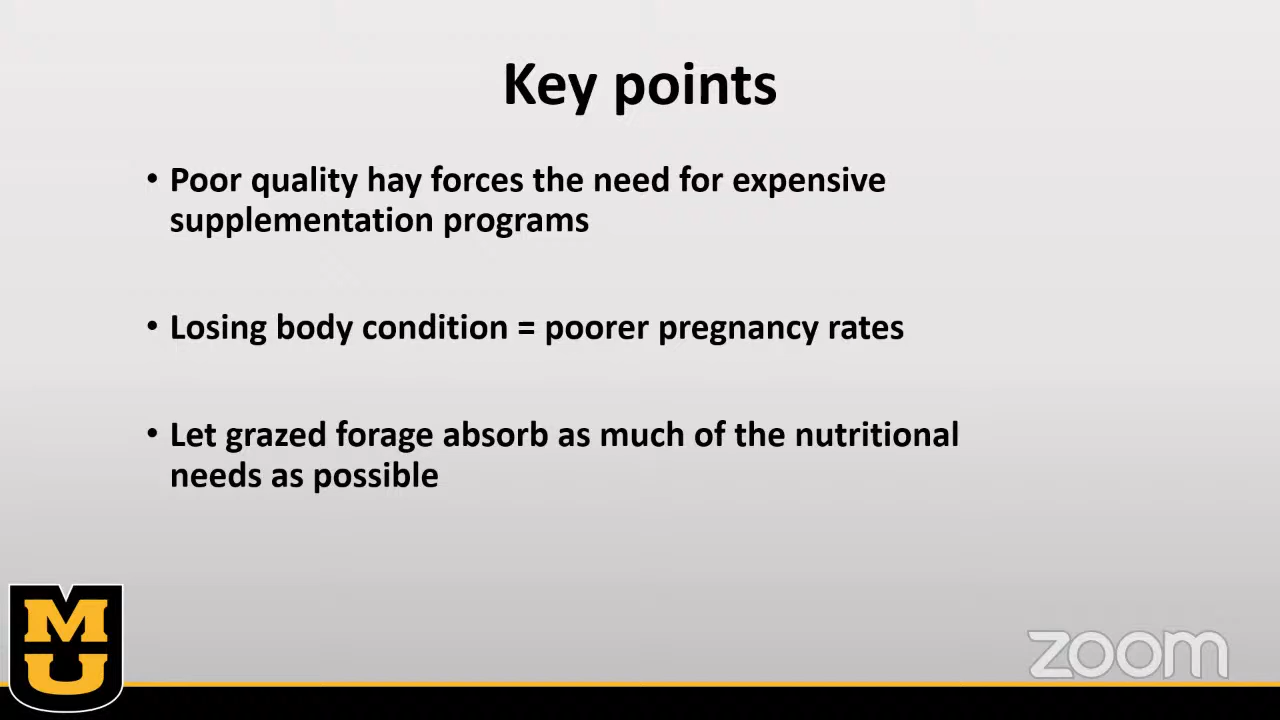 Key points
• Poor quality hay forces the need for expensive
supplementation programs
• Losing body condition = poorer pregnancy rates
• Let grazed forage absorb as much of the nutritional
needs as possible
MU
zoom